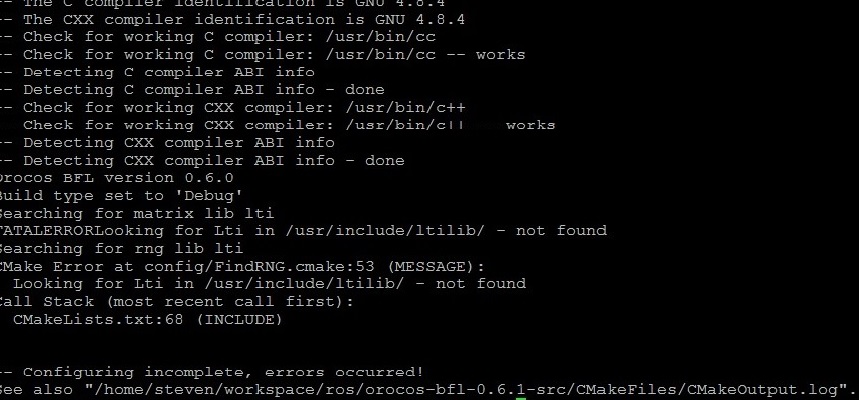 -- The C compiler identification is GNU 4.8.4
-- The CXX compiler identification is GNU 4.8.4
-- Check for working C compiler: /usr/bin/cc
-- Check for working C compiler: /usr/bin/cc -- works
-- Detecting C compiler ABI info
-- Detecting C compiler ABI info - done
-- Check for working CXX compiler: /usr/bin/c++
Check for working CXX compiler: /usr/bin/c++ works
-- Detecting CXX compiler ABI info
-- Detecting CXX compiler ABI info - done
Orocos BFL version 0.6.0
Build type set to 'Debug'
Searching for matrix lib lti
FATALERRORLooking for Lti in /usr/include/ltilib/ - not found
Searching for rng lib lti
CMake Error at config/FindRNG.cmake:53 (MESSAGE):
Looking for Lti in /usr/include/ltilib/ - not found
Call Stack (most recent call first):
CMakeLists.txt:68 (INCLUDE)
-- Configuring incomplete, errors occurred!
See also "/home/steven/workspace/ros/orocos-bfl-0.6.1-src/CMakeFiles/CMakeOutput.log".